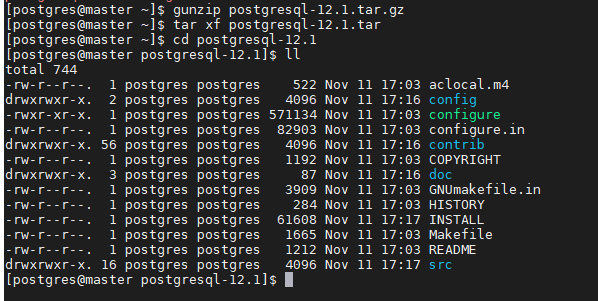 [postgres@master ~]$ gunzip postgresql-12.1.tar.gz
[postgres@master ~]$ tar xf postgresql-12.1.tar
[postgres@master ~]$ cd postgresql-12.1
[postgres@master postgresql-12.1]$ ll
total 744
-rw-r--r--.  1 postgres postgres    522 Nov 11 17:03 aclocal.m4
drwxrwxr-x.  2 postgres postgres   4096 Nov 11 17:16 config
-rwxr-xr-x.  1 postgres postgres 571134 Nov 11 17:03 configure
-rw-r--r--.  1 postgres postgres  82903 Nov 11 17:03 configure.in
drwxrwxr-x. 56 postgres postgres   4096 Nov 11 17:16 contrib
-rw-r--r--.  1 postgres postgres   1192 Nov 11 17:03 COPYRIGHT
drwxrwxr-x.  3 postgres postgres     87 Nov 11 17:16 doc
-rw-r--r--.  1 postgres postgres   3909 Nov 11 17:03 GNUmakefile.in
-rw-r--r--.  1 postgres postgres    284 Nov 11 17:03 HISTORY
-rw-r--r--.  1 postgres postgres  61608 Nov 11 17:17 INSTALL
-rw-r--r--.  1 postgres postgres   1665 Nov 11 17:03 Makefile
-rw-r--r--.  1 postgres postgres   1212 Nov 11 17:03 README
drwxrwxr-x. 16 postgres postgres   4096 Nov 11 17:17 src
[postgres@master postgresql-12.1]$